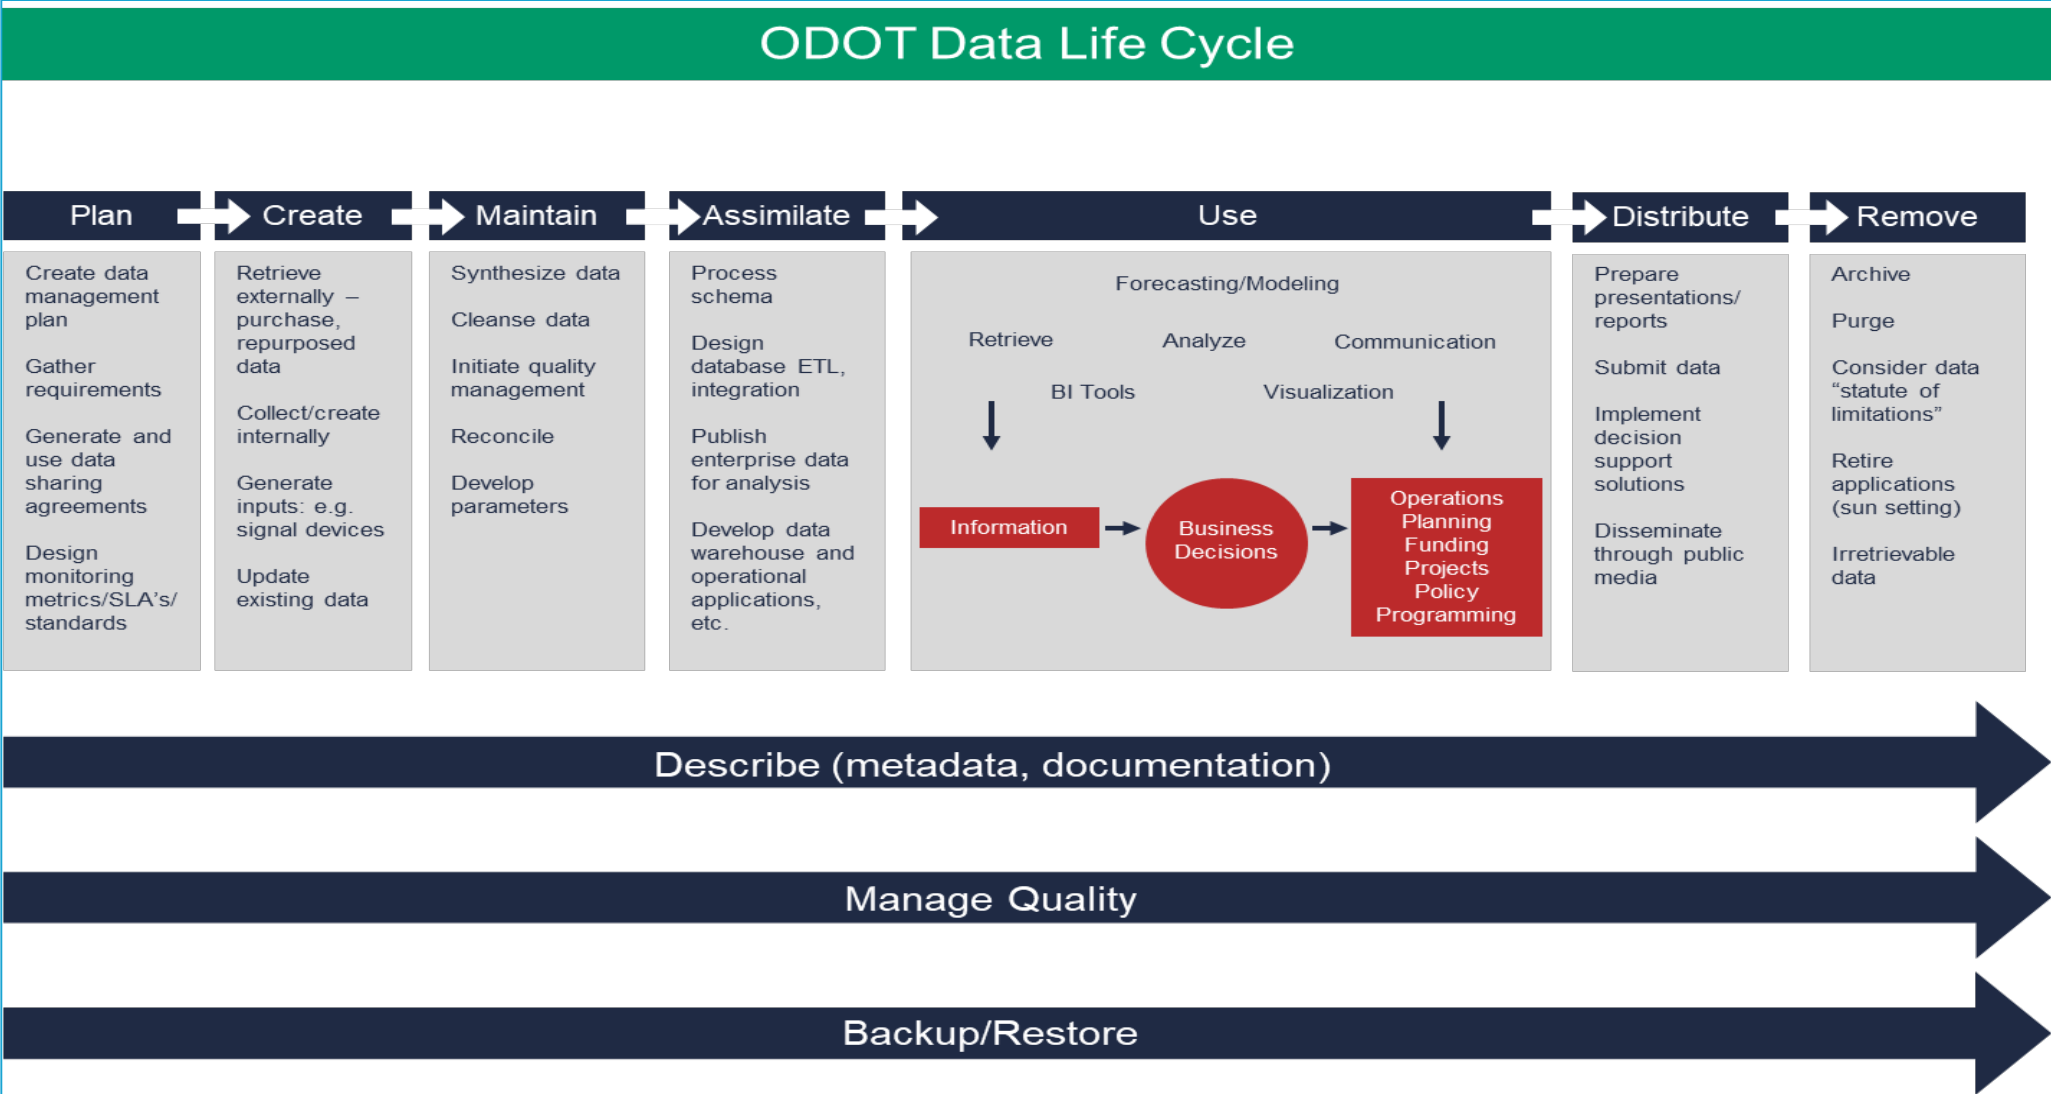 ODOT Data Life Cycle
Plan
Create
Maintain
Assimilate
Use
Distribute
Remove
Create data
management
plan
Gather
requirements
Generate and
use data
sharing
agreements
Design
monitoring
metrics/SLA's/
standards
Retrieve
externally –
purchase,
repurposed
data
Collect/create
internally
Generate
inputs: e.g.
signal devices
Update
existing data
Synthesize data
Cleanse data
Initiate quality
management
Reconcile
Develop
parameters
Process
schema
Design
database ETL,
integration
Publish
enterprise data
for analysis
Develop data
warehouse and
operational
applications,
etc.
Forecasting/Modeling
Retrieve
Analyze
Communication
BI Tools
Visualization
Information
Business
Decisions
Operations
Planning
Funding
Projects
Policy
Programming
Prepare
presentations/
reports
Submit data
Implement
decision
support
solutions
Disseminate
through public
media
Archive
Purge
Consider data
“statute of
limitations”
Retire
applications
(sun setting)
Irretrievable
data
Describe (metadata, documentation)
Manage Quality
Backup/Restore